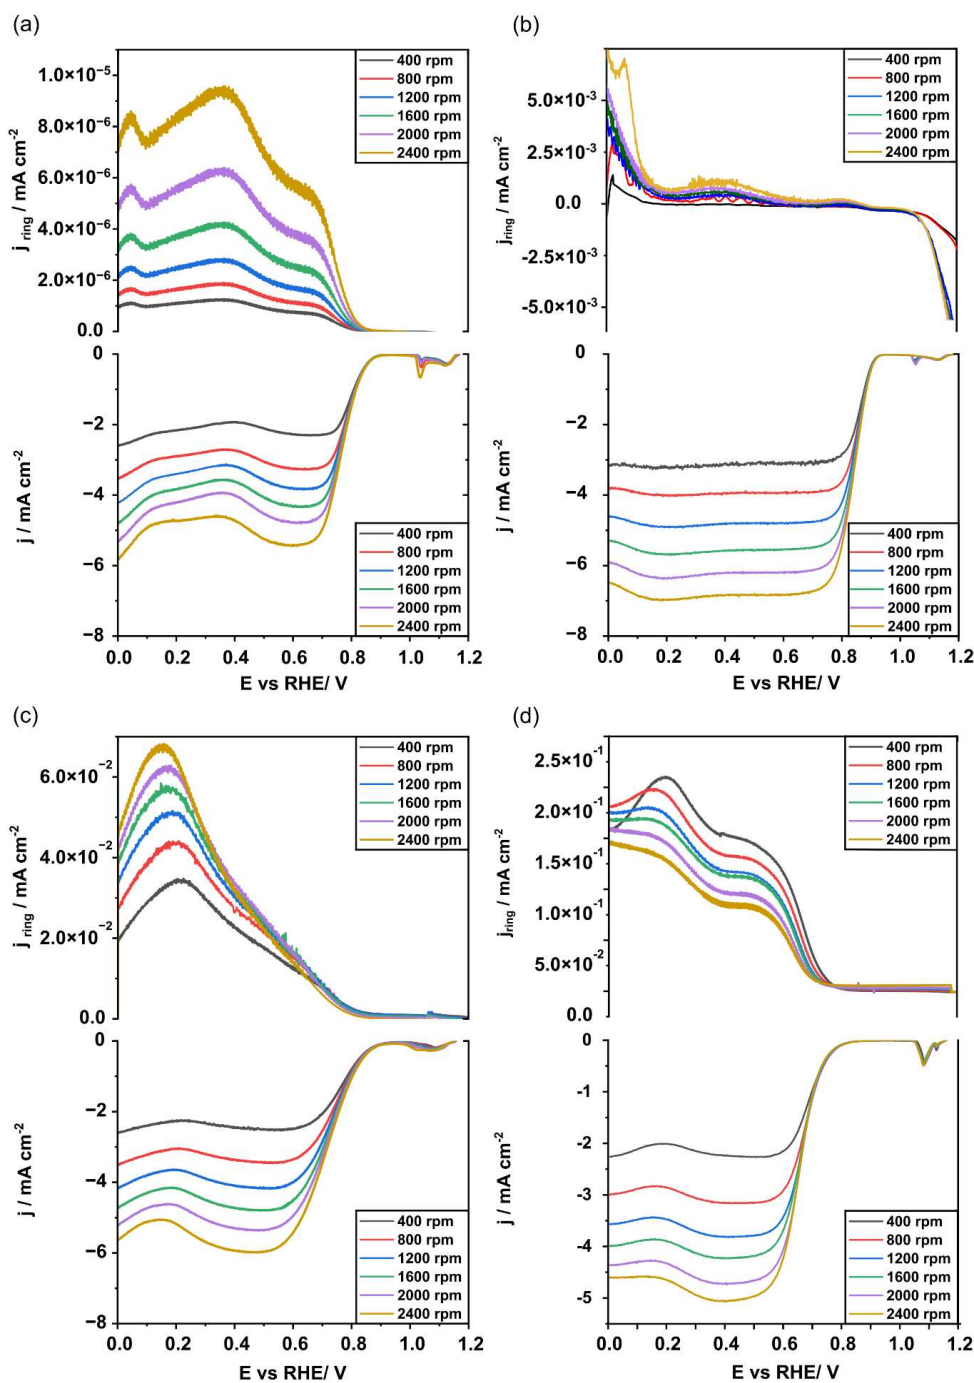 (a)
1.0×10⁻⁵
8.0×10⁻⁶
6.0×10⁻⁶
4.0×10⁻⁶
2.0×10⁻⁶
0.0
j ring / mA cm⁻²
400 rpm
800 rpm
1200 rpm
1600 rpm
2000 rpm
2400 rpm
0
−2
−4
−6
−8
j / mA cm⁻²
400 rpm
800 rpm
1200 rpm
1600 rpm
2000 rpm
2400 rpm
0.0 0.2 0.4 0.6 0.8 1.0 1.2
E vs RHE/ V
(b)
5.0×10⁻³
2.5×10⁻³
0.0
-2.5×10⁻³
-5.0×10⁻³
jring / mA cm⁻²
400 rpm
800 rpm
1200 rpm
1600 rpm
2000 rpm
2400 rpm
0
−2
−4
−6
−8
j / mA cm⁻²
400 rpm
800 rpm
1200 rpm
1600 rpm
2000 rpm
2400 rpm
0.0 0.2 0.4 0.6 0.8 1.0 1.2
E vs RHE/ V
(c)
6.0×10⁻²
4.0×10⁻²
2.0×10⁻²
0.0
j ring / mA cm⁻²
400 rpm
800 rpm
1200 rpm
1600 rpm
2000 rpm
2400 rpm
0
−2
−4
−6
−8
j / mA cm⁻²
400 rpm
800 rpm
1200 rpm
1600 rpm
2000 rpm
2400 rpm
0.0 0.2 0.4 0.6 0.8 1.0 1.2
E vs RHE/ V
(d)
2.5×10⁻¹
2.0×10⁻¹
1.5×10⁻¹
1.0×10⁻¹
5.0×10⁻²
0.0
jring / mA cm⁻²
400 rpm
800 rpm
1200 rpm
1600 rpm
2000 rpm
2400 rpm
0
-1
-2
-3
-4
-5
j / mA cm⁻²
400 rpm
800 rpm
1200 rpm
1600 rpm
2000 rpm
2400 rpm
0.0 0.2 0.4 0.6 0.8 1.0 1.2
E vs RHE/ V